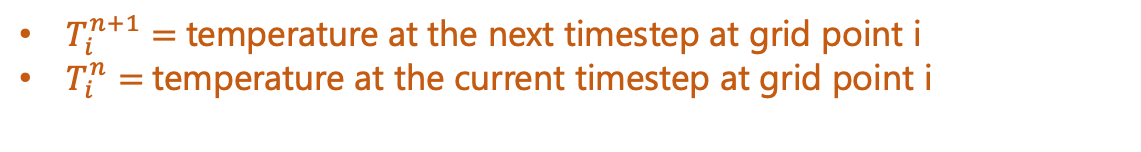 • $T_i^{n+1}$ = temperature at the next timestep at grid point i
• $T_i^n$ = temperature at the current timestep at grid point i